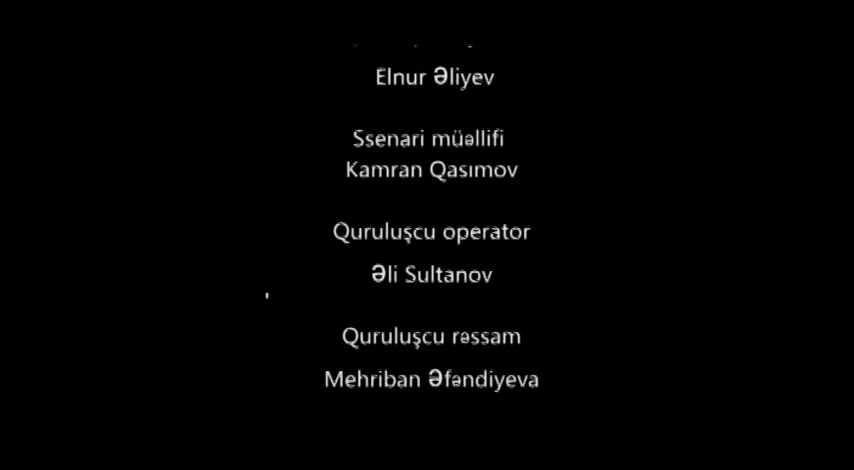 Elnur Əliyev
Ssenari müəllifi
Kamran Qasımov
Quruluşcu operator
Əli Sultanov
Quruluşcu rəssam
Mehriban Əfəndiyeva